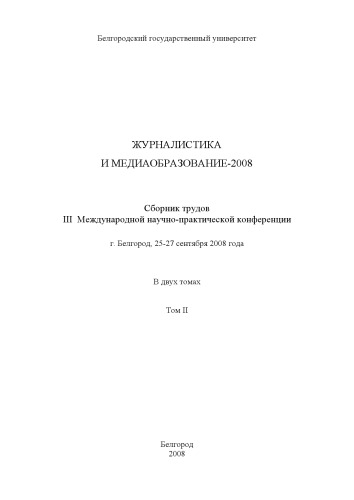 Белгородский государственный университет
ЖУРНАЛИСТИКА
И МЕДИАОБРАЗОВАНИЕ-2008
Сборник трудов
III Международной научно-практической конференции
г. Белгород, 25-27 сентября 2008 года
В двух томах
Том II
Белгород
2008